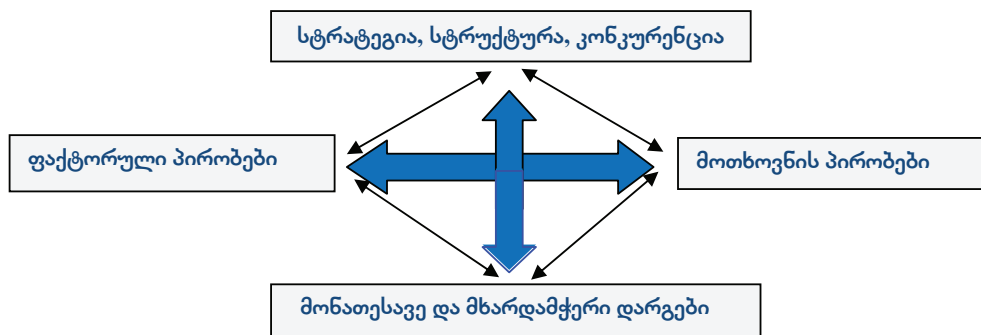 სტრატეგია, სტრუქტურა, კონკურენცია
ფაქტორული პირობები
მოთხოვნის პირობები
მონათესავე და მხარდამჭერი დარგები